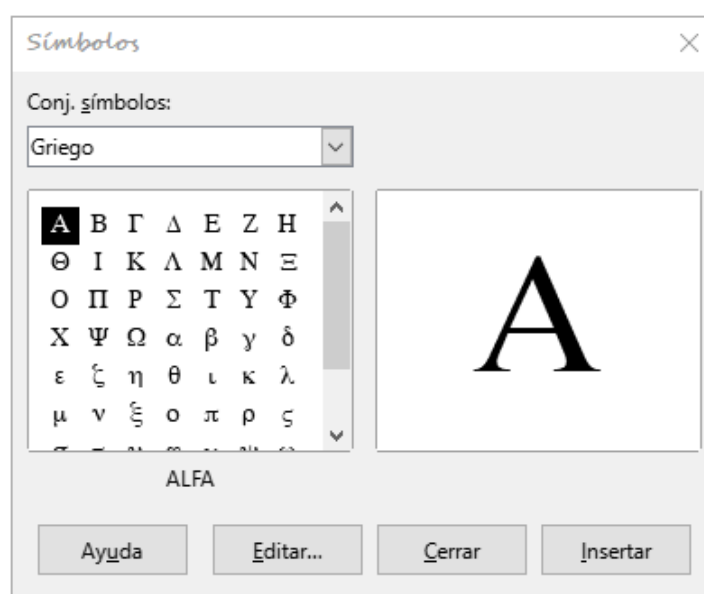 Símbolos
Conj. símbolos:
Griego
Α Β Γ Δ Ε Ζ Η
Θ Ι Κ Λ Μ Ν Ξ
Ο Π Ρ Σ Τ Υ Φ
Χ Ψ Ω α β γ δ
ε ζ η θ ι κ λ
μ ν ξ ο π ρ ς
Α
ALFA
Ayuda
Editar...
Cerrar
Insertar